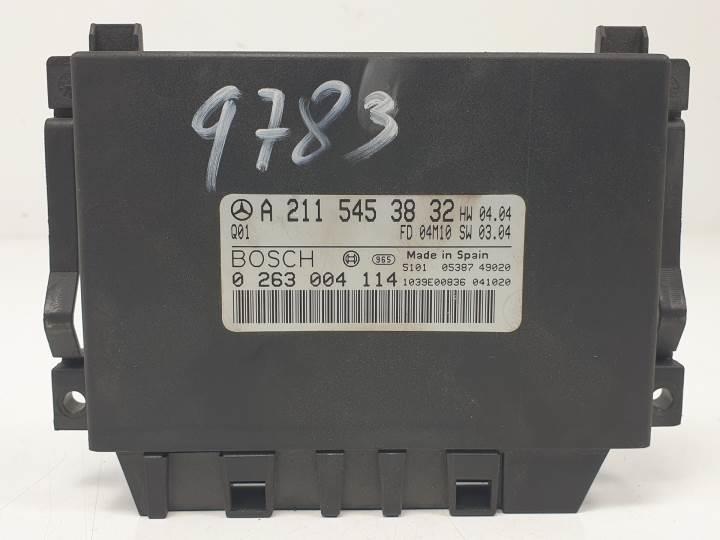 9783
A 211 545 38 32 HW 04.04
Q01 FD 04M10 SW 03.04
BOSCH 965 Made in Spain
S101 05387 49020
0 263 004 114 1039E00836 041020